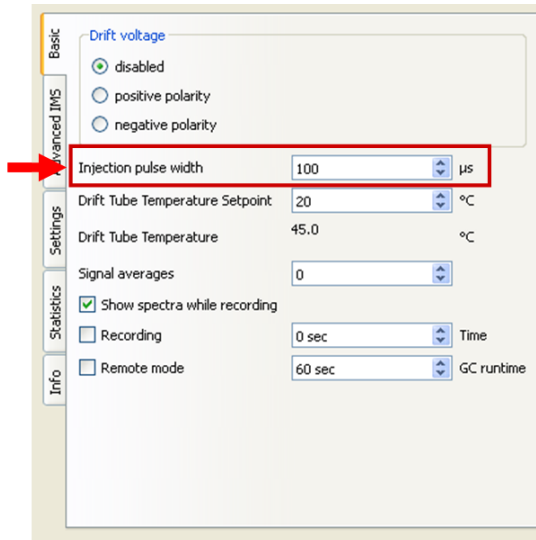 Basic
Advanced IMS
Settings
Statistics
Info
Drift voltage
disabled
positive polarity
negative polarity
Injection pulse width 100 µs
Drift Tube Temperature Setpoint 20 °C
Drift Tube Temperature 45.0 °C
Signal averages 0
Show spectra while recording
Recording 0 sec Time
Remote mode 60 sec GC runtime